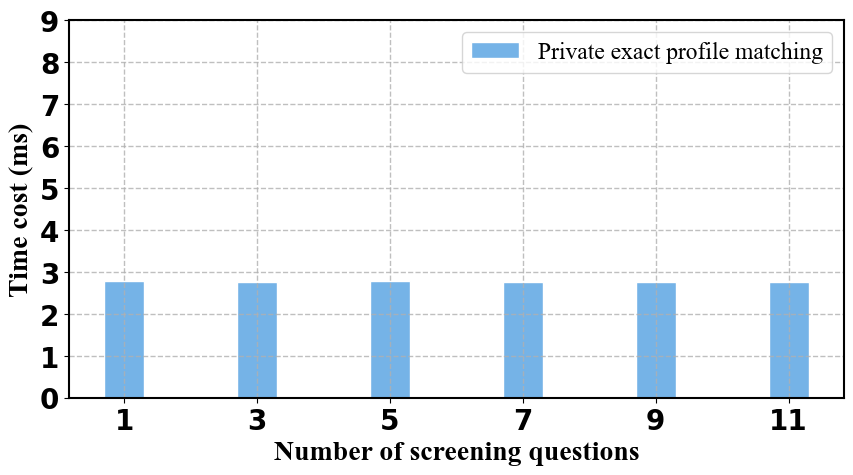 9
8
7
6
5
4
3
2
1
0
Time cost (ms)
Private exact profile matching
1 3 5 7 9 11
Number of screening questions